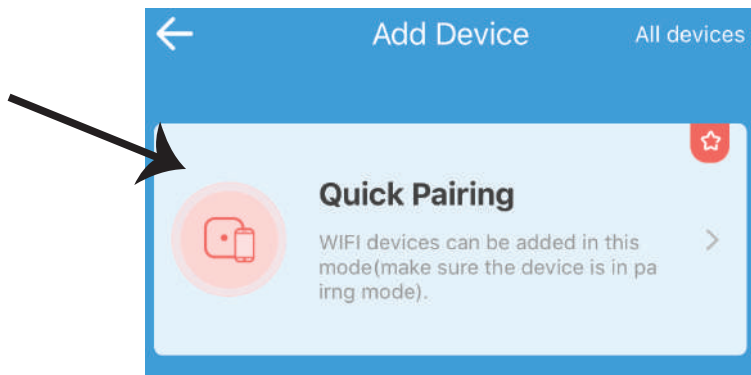 Add Device
All devices
Quick Pairing
WIFI devices can be added in this
mode(make sure the device is in pa
irng mode).